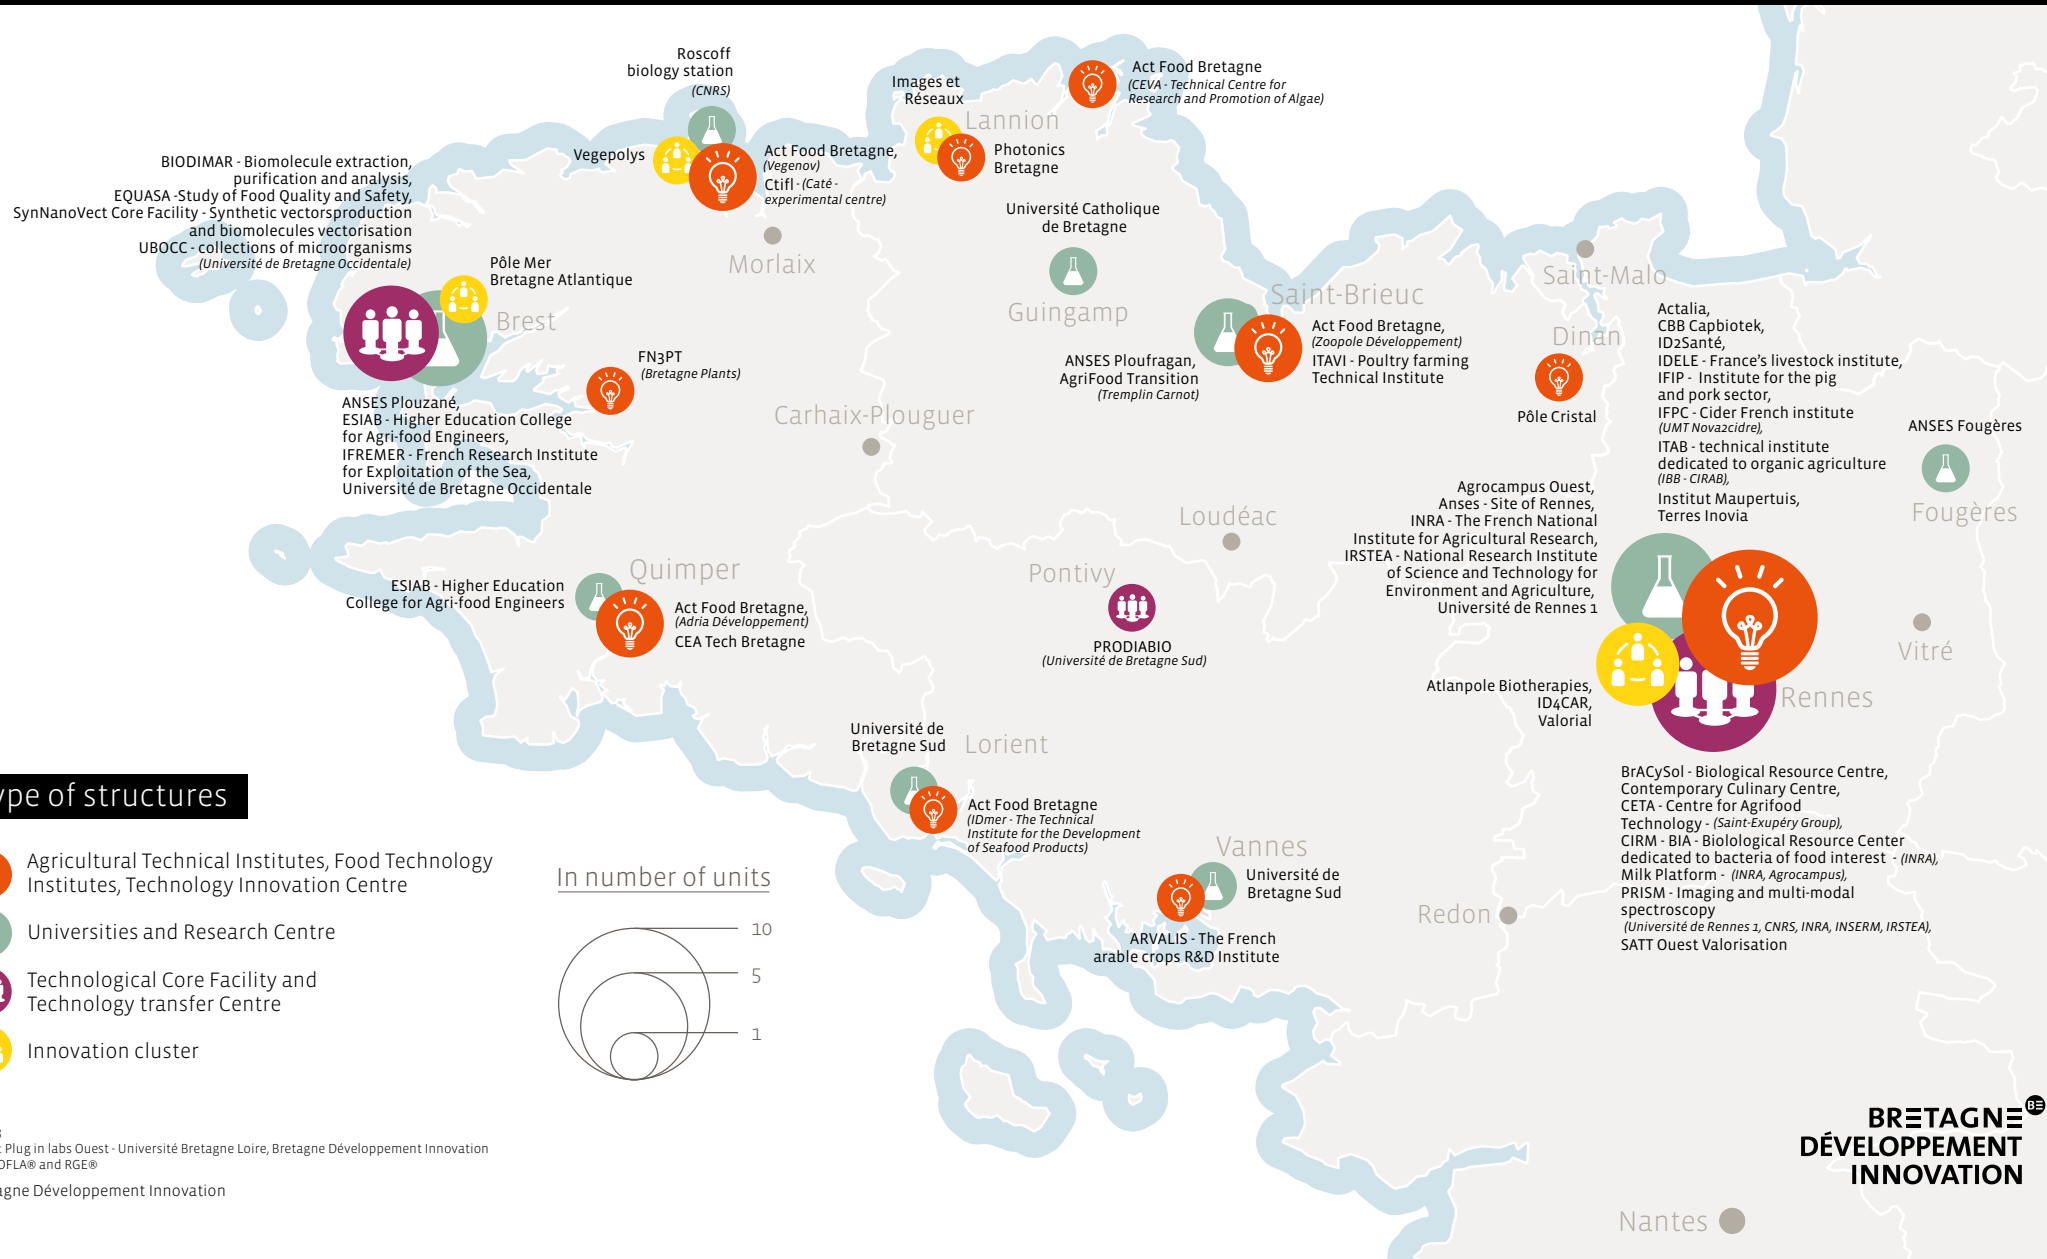 Roscoff
biology station
(CNRS)
Vegepolys
Act Food Bretagne,
(Vegenov)
Ctifl - (Caté -
experimental centre)
Morlaix
Images et
Réseaux
Lannion
Photonics
Bretagne
Act Food Bretagne
(CEVA - Technical Centre for
Research and Promotion of Algae)
BIODIMAR - Biomolecule extraction,
purification and analysis,
EQUASA -Study of Food Quality and Safety,
SynNanoVect Core Facility - Synthetic vectorsproduction
and biomolecules vectorisation
UBOCC - collections of microorganisms
(Université de Bretagne Occidentale)
Pôle Mer
Bretagne Atlantique
Brest
ANSES Plouzané,
ESIAB - Higher Education College
for Agri-food Engineers,
IFREMER - French Research Institute
for Exploitation of the Sea,
Université de Bretagne Occidentale
FN3PT
(Bretagne Plants)
Carhaix-Plouguer
Université Catholique
de Bretagne
Guingamp
Saint-Brieuc
ANSES Ploufragan,
AgriFood Transition
(Tremplin Carnot)
Act Food Bretagne,
(Zoopole Développement)
ITAVI - Poultry farming
Technical Institute
Saint-Malo
Dinan
Pôle Cristal
Actalia,
CBB Capbiotek,
ID2Santé,
IDELE - France's livestock institute,
IFIP - Institute for the pig
and pork sector,
IFPC - Cider French institute
(UMT Nova2cidre),
ITAB - technical institute
dedicated to organic agriculture
(IBB - CIRAB),
Institut Maupertuis,
Terres Inovia
ANSES Fougères
Fougères
Agrocampus Ouest,
Anses - Site of Rennes,
INRA - The French National
Institute for Agricultural Research,
IRSTEA - National Research Institute
of Science and Technology for
Environment and Agriculture,
Université de Rennes 1
Loudéac
Pontivy
PRODIABIO
(Université de Bretagne Sud)
Quimper
ESIAB - Higher Education
College for Agri-food Engineers
Act Food Bretagne,
(Adria Développement)
CEA Tech Bretagne
Vitré
Rennes
Atlanpole Biotherapies,
ID4CAR,
Valorial
BrACySol - Biological Resource Centre,
Contemporary Culinary Centre,
CETA - Centre for Agrifood
Technology - (Saint-Exupéry Group),
CIRM - BIA - Biolological Resource Center
dedicated to bacteria of food interest - (INRA),
Milk Platform - (INRA, Agrocampus),
PRISM - Imaging and multi-modal
spectroscopy
(Université de Rennes 1, CNRS, INRA, INSERM, IRSTEA),
SATT Ouest Valorisation
Université de
Bretagne Sud
Lorient
Act Food Bretagne
(IDmer - The Technical
Institute for the Development
of Seafood Products)
Vannes
Université de
Bretagne Sud
ARVALIS - The French
arable crops R&D Institute
Redon
Nantes
ype of structures
Agricultural Technical Institutes, Food Technology
Institutes, Technology Innovation Centre
Universities and Research Centre
Technological Core Facility and
Technology transfer Centre
Innovation cluster
In number of units
10
5
1
: Plug in labs Ouest - Université Bretagne Loire, Bretagne Développement Innovation
OFLA® and RGE®
agne Développement Innovation
BRETAGNE
BE
DÉVELOPPEMENT
INNOVATION